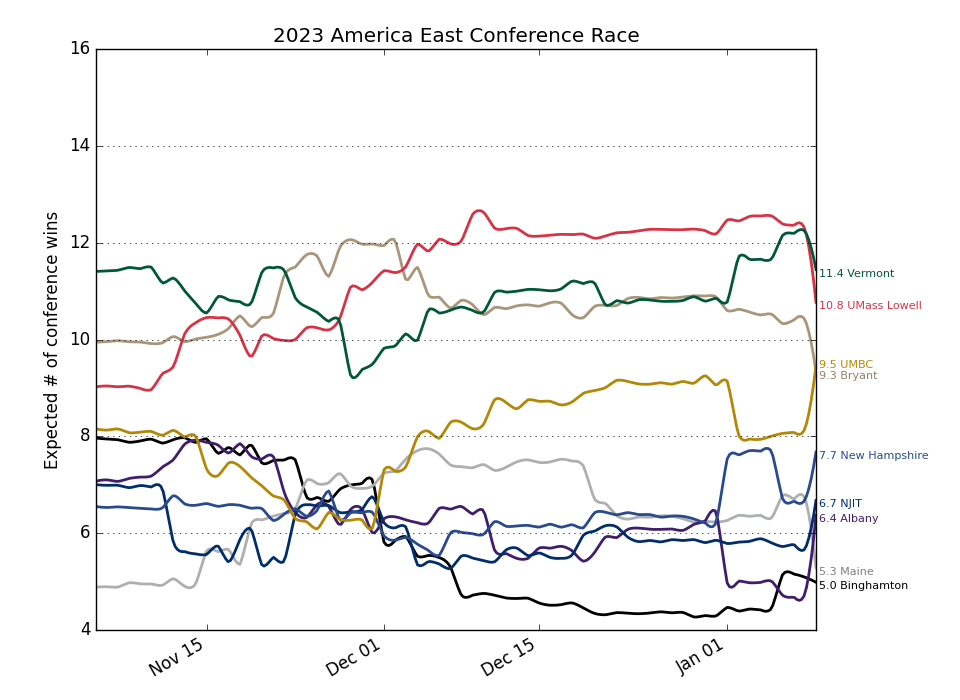 2023 America East Conference Race
Expected # of conference wins
16
14
12
10
8
6
4
Nov 15
Dec 01
Dec 15
Jan 01
11.4 Vermont
10.8 UMass Lowell
9.5 UMBC
9.3 Bryant
7.7 New Hampshire
6.7 NJIT
6.4 Albany
5.3 Maine
5.0 Binghamton